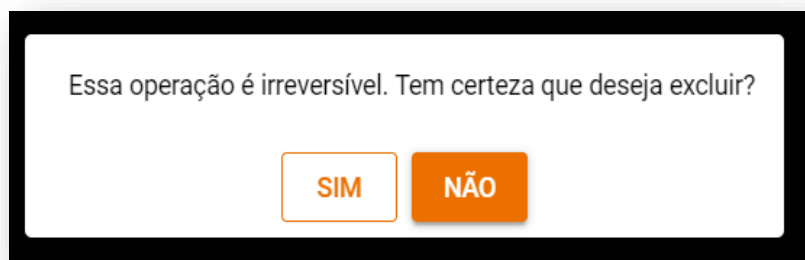 Essa operação é irreversível. Tem certeza que deseja excluir?
SIM NÃO